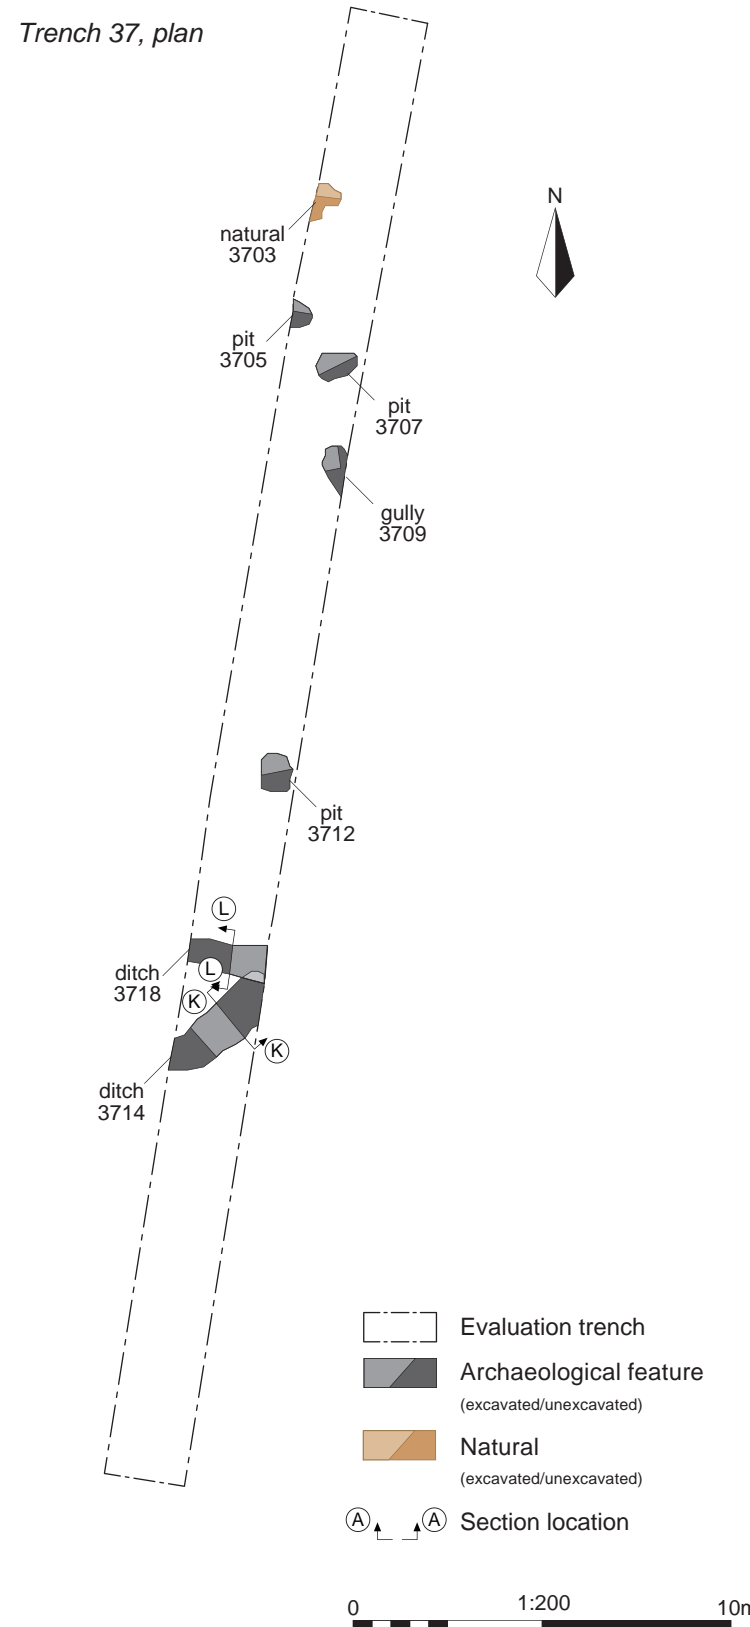 Trench 37, plan
N
natural
3703
pit
3705
pit
3707
gully
3709
pit
3712
L
ditch
3718
L
K
K
ditch
3714
Evaluation trench
Archaeological feature
(excavated/unexcavated)
Natural
(excavated/unexcavated)
A A Section location
0 1:200 10m